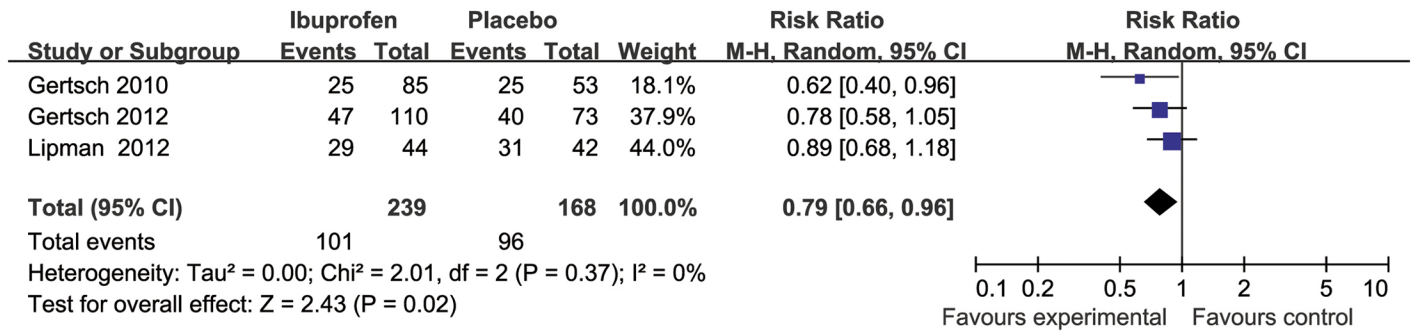 Ibuprofen Placebo Risk Ratio Risk Ratio
Study or Subgroup Events Total Events Total Weight M-H, Random, 95% CI M-H, Random, 95% CI
Gertsch 2010 25 85 25 53 18.1% 0.62 [0.40, 0.96]
Gertsch 2012 47 110 40 73 37.9% 0.78 [0.58, 1.05]
Lipman 2012 29 44 31 42 44.0% 0.89 [0.68, 1.18]
Total (95% CI) 239 168 100.0% 0.79 [0.66, 0.96]
Total events 101 96
Heterogeneity: Tau² = 0.00; Chi² = 2.01, df = 2 (P = 0.37); I² = 0%
Test for overall effect: Z = 2.43 (P = 0.02)
0.1 0.2 0.5 1 2 5 10
Favours experimental Favours control